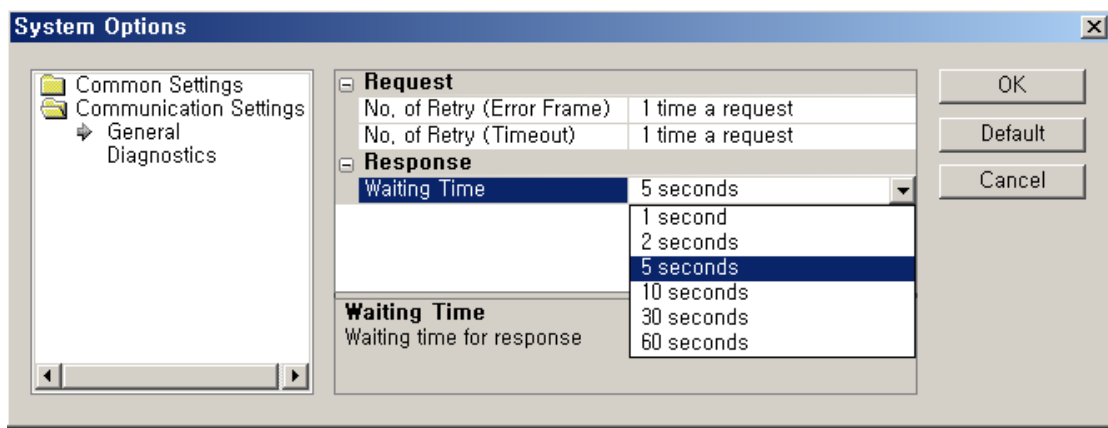 System Options
Common Settings
Communication Settings
General
Diagnostics
Request
No. of Retry (Error Frame) 1 time a request
No. of Retry (Timeout) 1 time a request
Response
Waiting Time 5 seconds
1 second
2 seconds
5 seconds
10 seconds
30 seconds
60 seconds
Waiting Time
Waiting time for response
OK
Default
Cancel